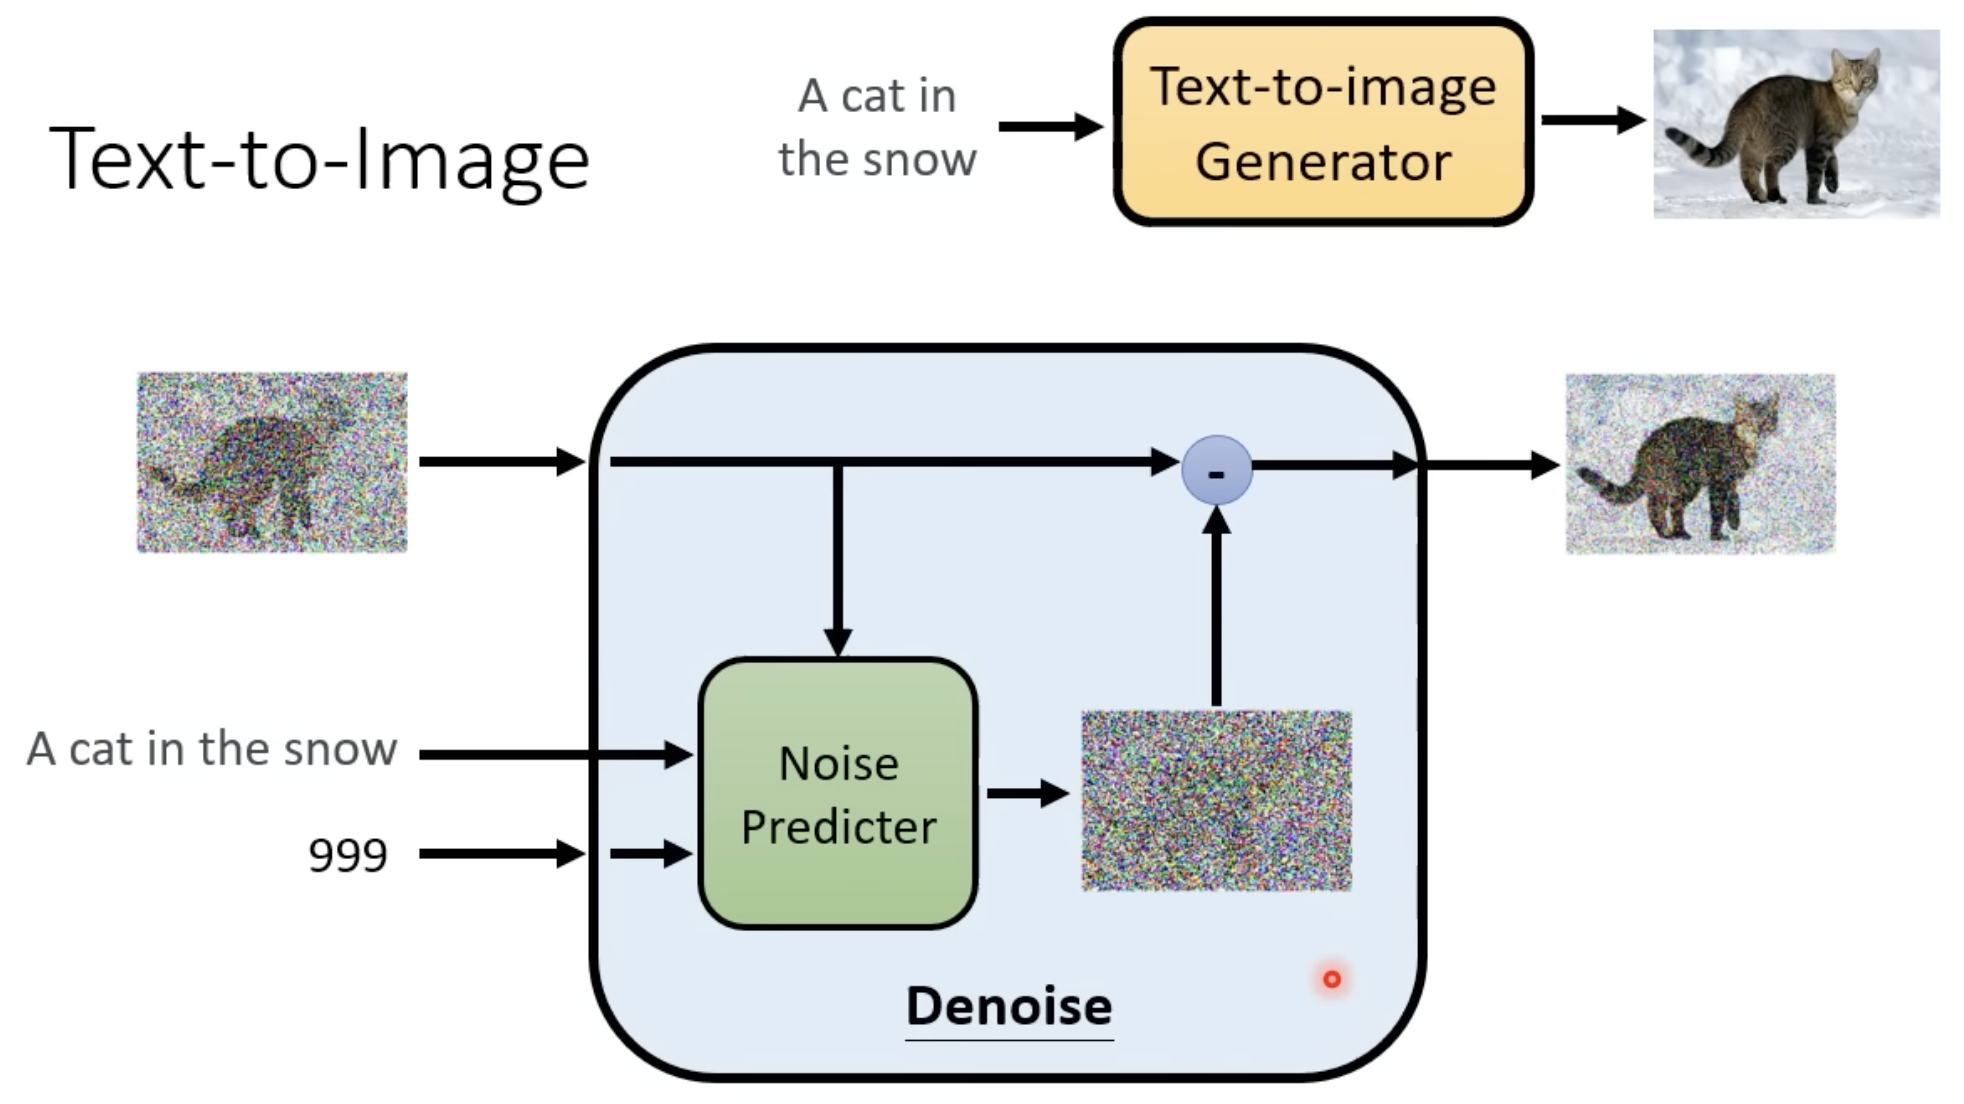 Text-to-Image
A cat in
the snow
Text-to-image
Generator
-
A cat in the snow
999
Noise
Predicter
Denoise